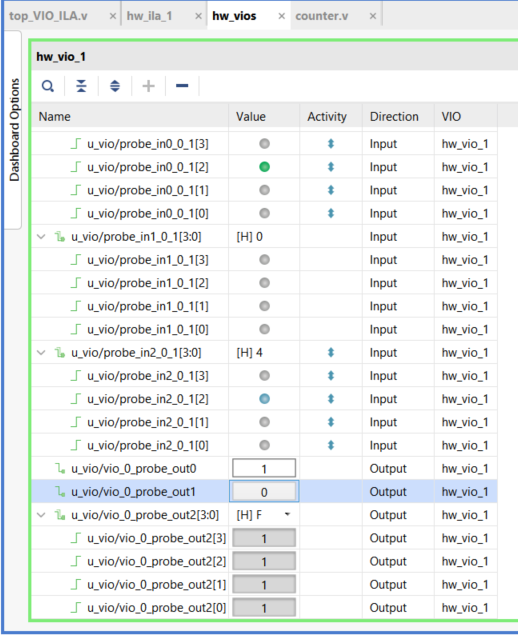 top_VIO_ILA.v × hw_ila_1 × hw_vios × counter.v ×
Dashboard Options
hw_vio_1
Name Value Activity Direction VIO
u_vio/probe_in0_0_1[3] Input hw_vio_1
u_vio/probe_in0_0_1[2] Input hw_vio_1
u_vio/probe_in0_0_1[1] Input hw_vio_1
u_vio/probe_in0_0_1[0] Input hw_vio_1
u_vio/probe_in1_0_1[3:0] [H] 0 Input hw_vio_1
u_vio/probe_in1_0_1[3] Input hw_vio_1
u_vio/probe_in1_0_1[2] Input hw_vio_1
u_vio/probe_in1_0_1[1] Input hw_vio_1
u_vio/probe_in1_0_1[0] Input hw_vio_1
u_vio/probe_in2_0_1[3:0] [H] 4 Input hw_vio_1
u_vio/probe_in2_0_1[3] Input hw_vio_1
u_vio/probe_in2_0_1[2] Input hw_vio_1
u_vio/probe_in2_0_1[1] Input hw_vio_1
u_vio/probe_in2_0_1[0] Input hw_vio_1
u_vio/vio_0_probe_out0 1 Output hw_vio_1
u_vio/vio_0_probe_out1 0 Output hw_vio_1
u_vio/vio_0_probe_out2[3:0] [H] F Output hw_vio_1
u_vio/vio_0_probe_out2[3] 1 Output hw_vio_1
u_vio/vio_0_probe_out2[2] 1 Output hw_vio_1
u_vio/vio_0_probe_out2[1] 1 Output hw_vio_1
u_vio/vio_0_probe_out2[0] 1 Output hw_vio_1